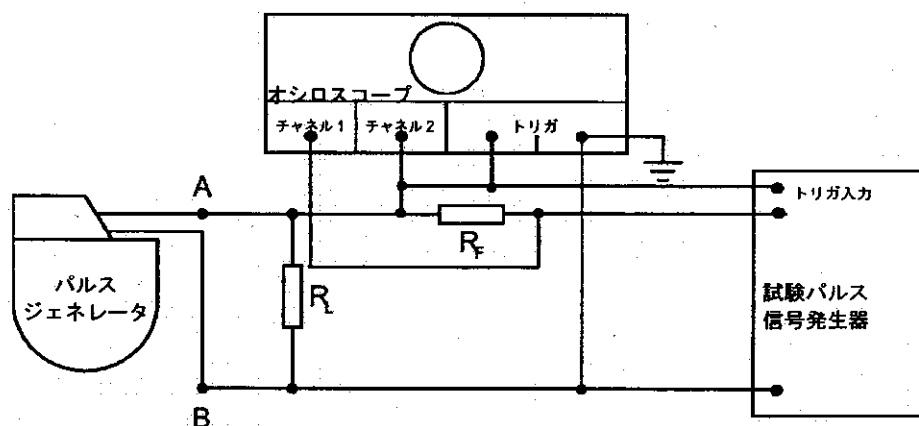 オシロスコープ
チャネル1
チャネル2
トリガ
A
トリガ入力
R_F
パルス
ジェネレータ
R_L
試験パルス
信号発生器
B